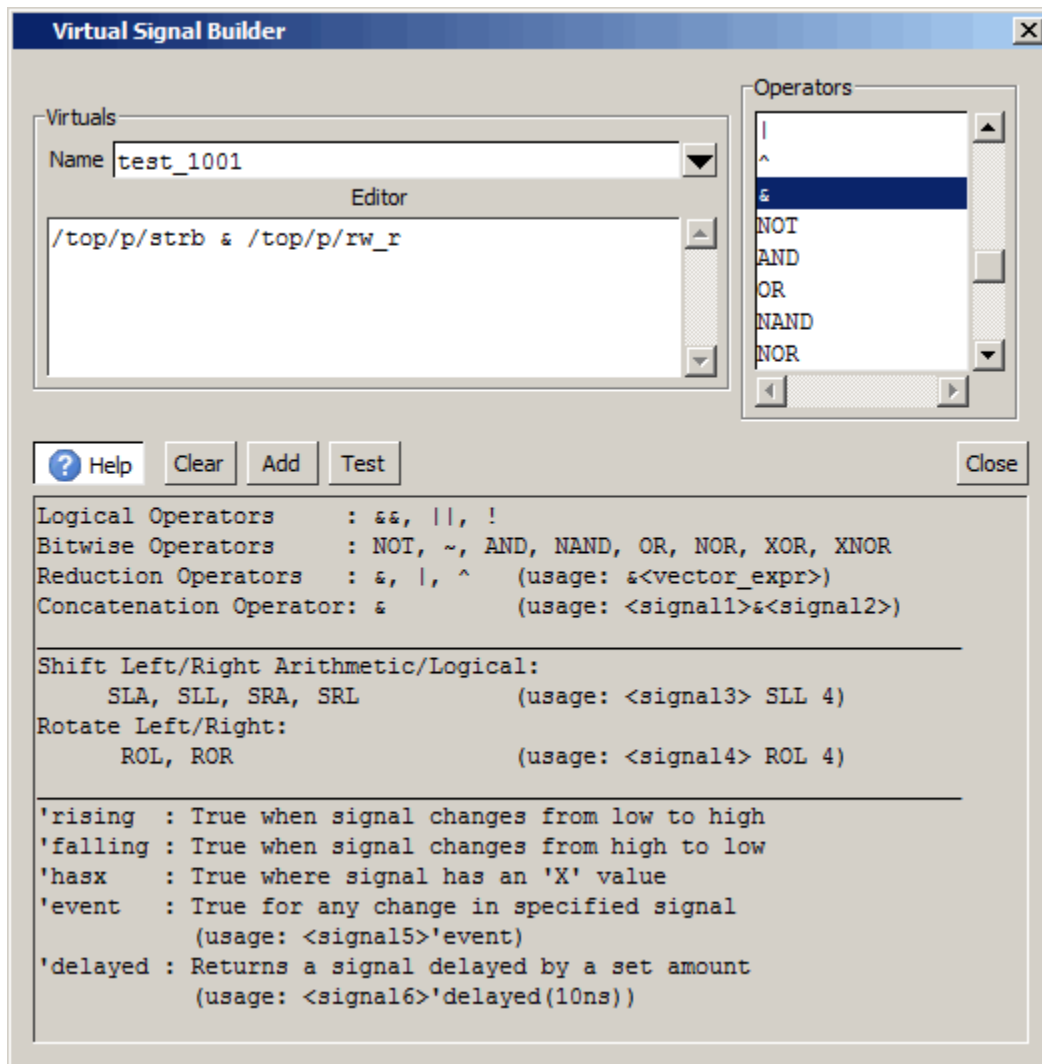 Virtual Signal Builder
Virtuals
Name test_1001
Editor
/top/p/strb & /top/p/rw_r
Operators
|
^
&
NOT
AND
OR
NAND
NOR
? Help Clear Add Test Close
Logical Operators : &&, ||, !
Bitwise Operators : NOT, ~, AND, NAND, OR, NOR, XOR, XNOR
Reduction Operators : &, |, ^ (usage: &<vector_expr>)
Concatenation Operator: & (usage: <signal1>&<signal2>)
Shift Left/Right Arithmetic/Logical:
SLA, SLL, SRA, SRL (usage: <signal3> SLL 4)
Rotate Left/Right:
ROL, ROR (usage: <signal4> ROL 4)
'rising : True when signal changes from low to high
'falling : True when signal changes from high to low
'hasx : True where signal has an 'X' value
'event : True for any change in specified signal
(usage: <signal5>'event)
'delayed : Returns a signal delayed by a set amount
(usage: <signal6>'delayed(10ns))